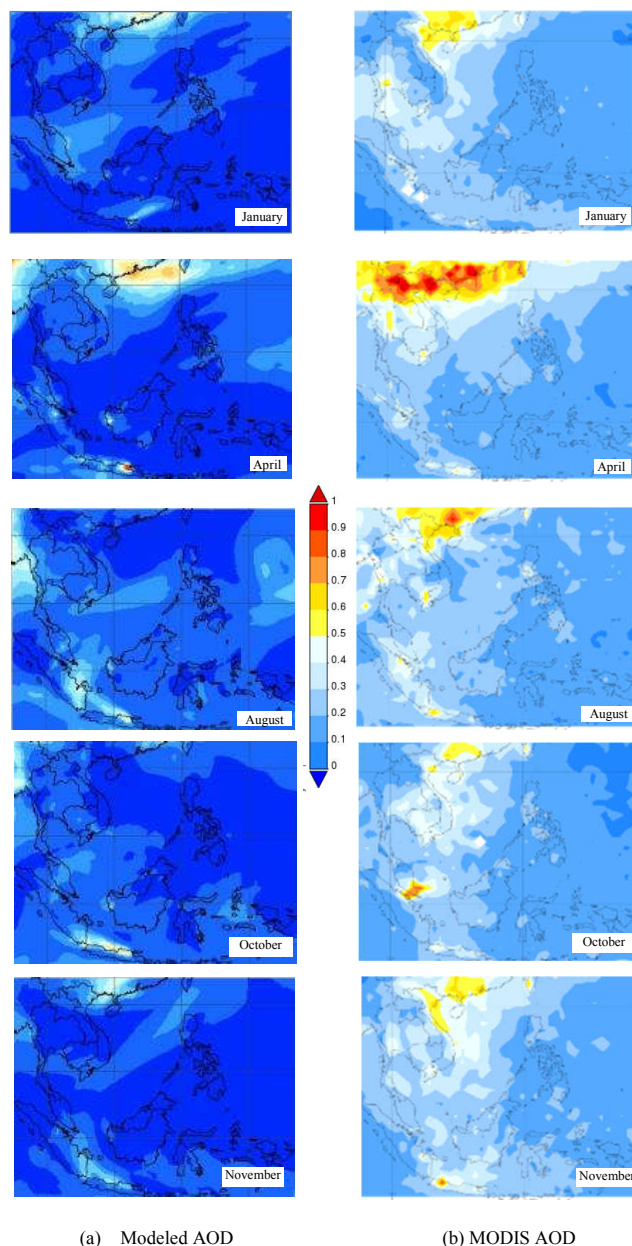 January
January
April
April
1
0.9
0.8
0.7
0.6
0.5
0.4
0.3
0.2
0.1
0
August
August
October
October
November
November
(a) Modeled AOD
(b) MODIS AOD